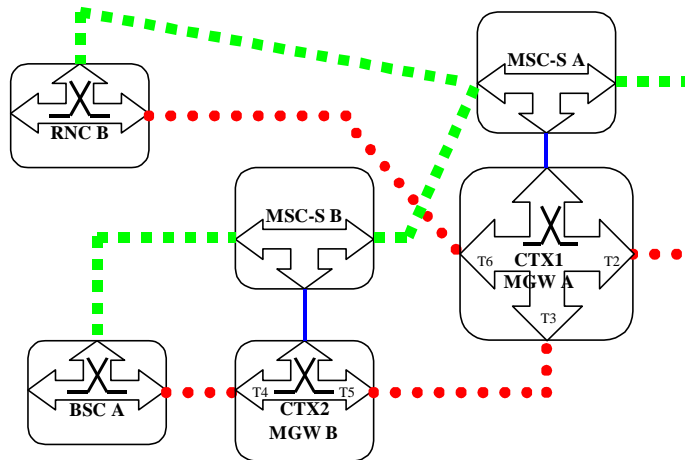 MSC-S A
RNC B
MSC-S B
CTX1
T6
T2
MGW A
T3
T4
T5
BSC A
CTX2
MGW B